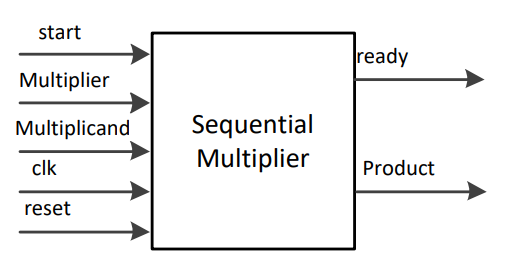 start
Multiplier
Multiplicand
clk
reset
Sequential
Multiplier
ready
Product